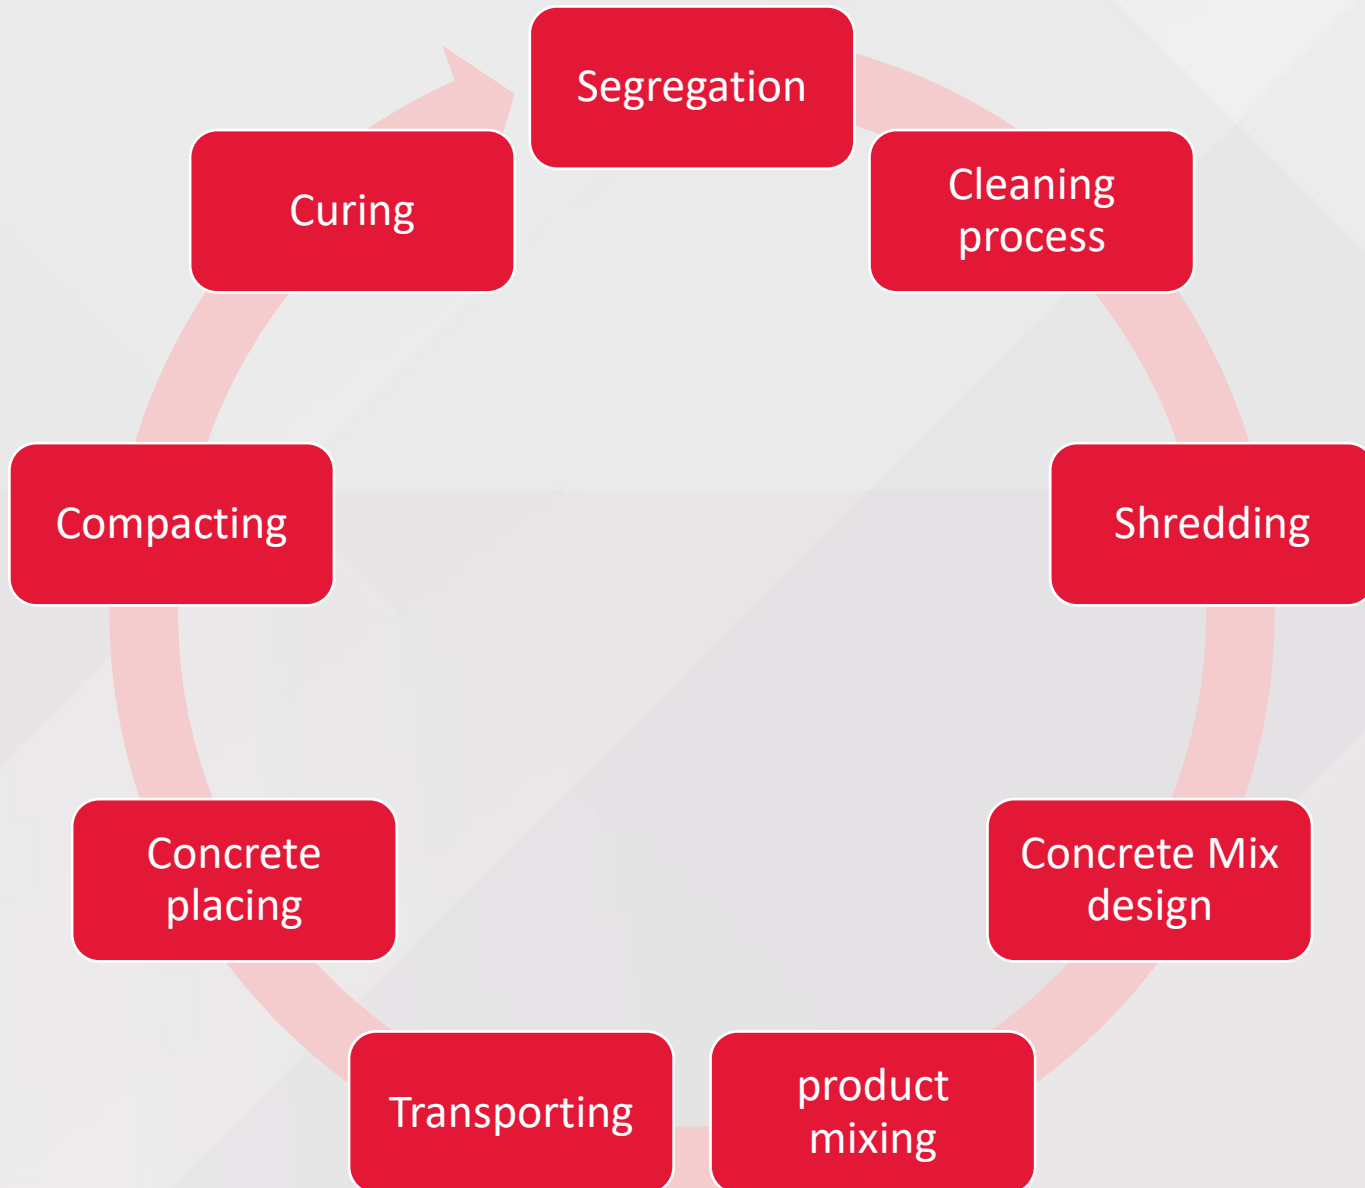 Segregation
Cleaning
process
Shredding
Concrete Mix
design
product
mixing
Transporting
Concrete
placing
Compacting
Curing